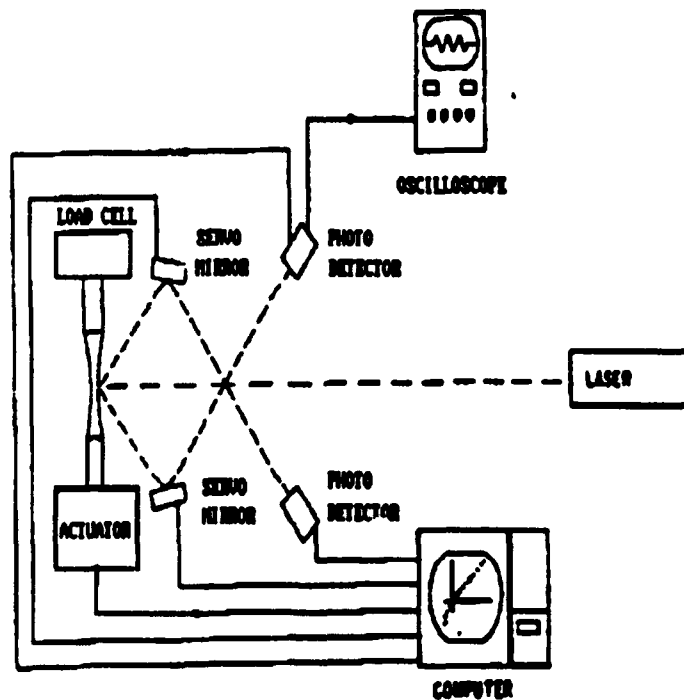 OSCILLOSCOPE
LOAD CELL
SERVO
MIRROR
PHOTO
DETECTOR
LASER
SERVO
MIRROR
PHOTO
DETECTOR
ACTUATOR
COMPUTER